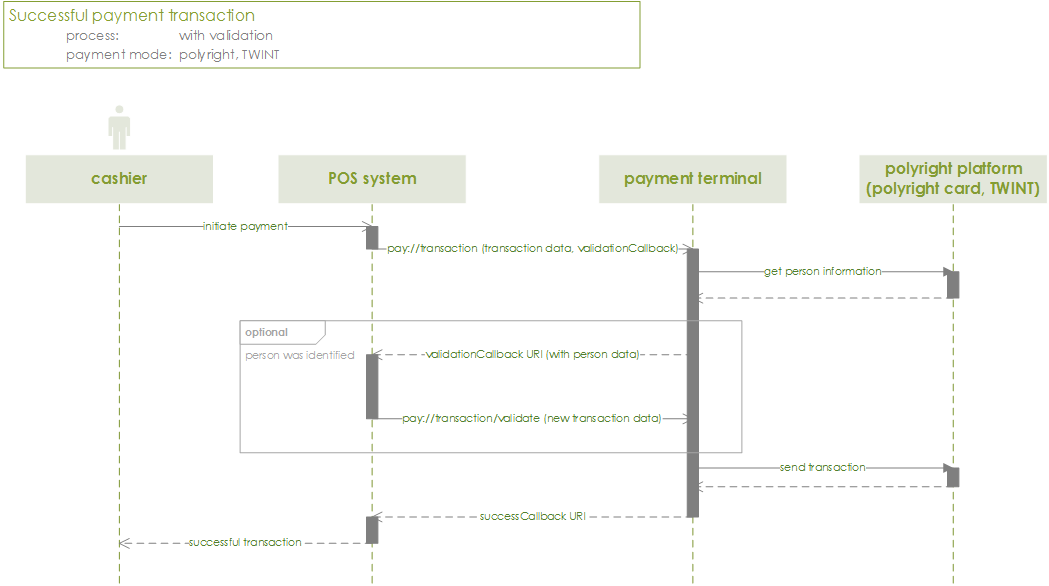 Successful payment transaction
process: with validation
payment mode: polyright, TWINT
cashier
POS system
payment terminal
polyright platform
(polyright card, TWINT)
initiate payment
pay://transaction (transaction data, validationCallback)
get person information
optional
person was identified
validationCallback URI (with person data)
pay://transaction/validate (new transaction data)
send transaction
successCallback URI
successful transaction